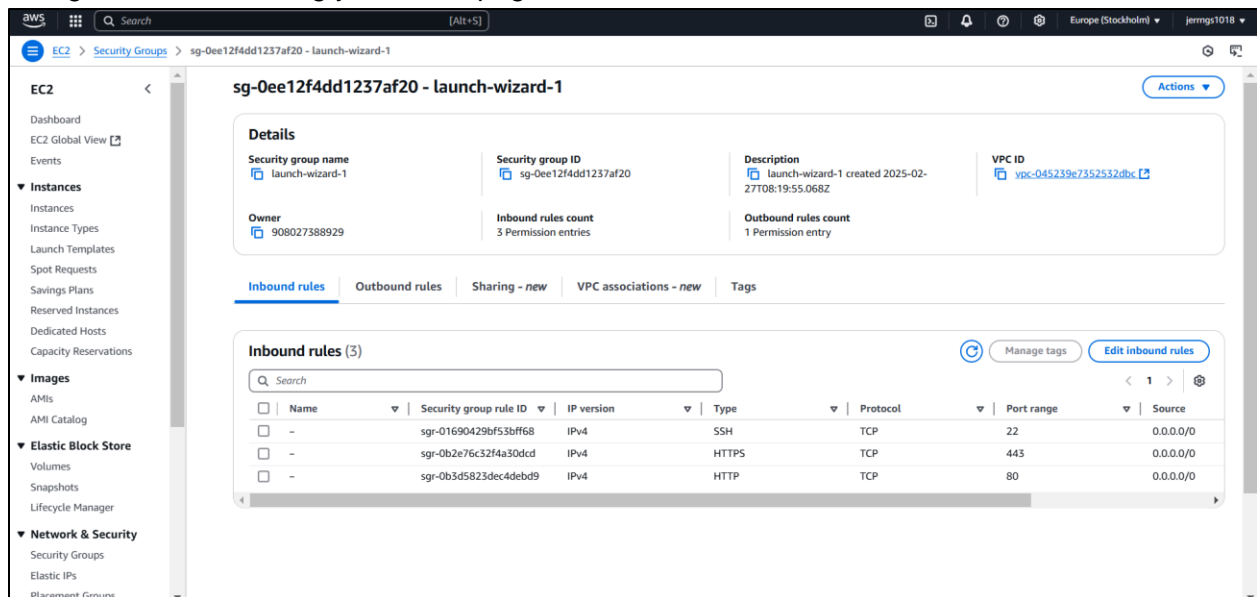 aws
Search
[Alt+S]
Europe (Stockholm)
jermgs1018
EC2 > Security Groups > sg-0ee12f4dd1237af20 - launch-wizard-1
EC2
Dashboard
EC2 Global View
Events
Instances
Instances
Instance Types
Launch Templates
Spot Requests
Savings Plans
Reserved Instances
Dedicated Hosts
Capacity Reservations
Images
AMIs
AMI Catalog
Elastic Block Store
Volumes
Snapshots
Lifecycle Manager
Network & Security
Security Groups
Elastic IPs
Placement Groups
sg-0ee12f4dd1237af20 - launch-wizard-1
Actions
Details
Security group name
launch-wizard-1
Security group ID
sg-0ee12f4dd1237af20
Description
launch-wizard-1 created 2025-02-
27T08:19:55.068Z
VPC ID
vpc-045239e7352532dbc
Owner
908027388929
Inbound rules count
3 Permission entries
Outbound rules count
1 Permission entry
Inbound rules Outbound rules Sharing - new VPC associations - new Tags
Inbound rules (3)
Manage tags
Edit inbound rules
Search
1
Name Security group rule ID IP version Type Protocol Port range Source
– sgr-01690429bf53bff68 IPv4 SSH TCP 22 0.0.0.0/0
– sgr-0b2e76c32f4a30dcd IPv4 HTTPS TCP 443 0.0.0.0/0
– sgr-0b3d5823dec4debd9 IPv4 HTTP TCP 80 0.0.0.0/0